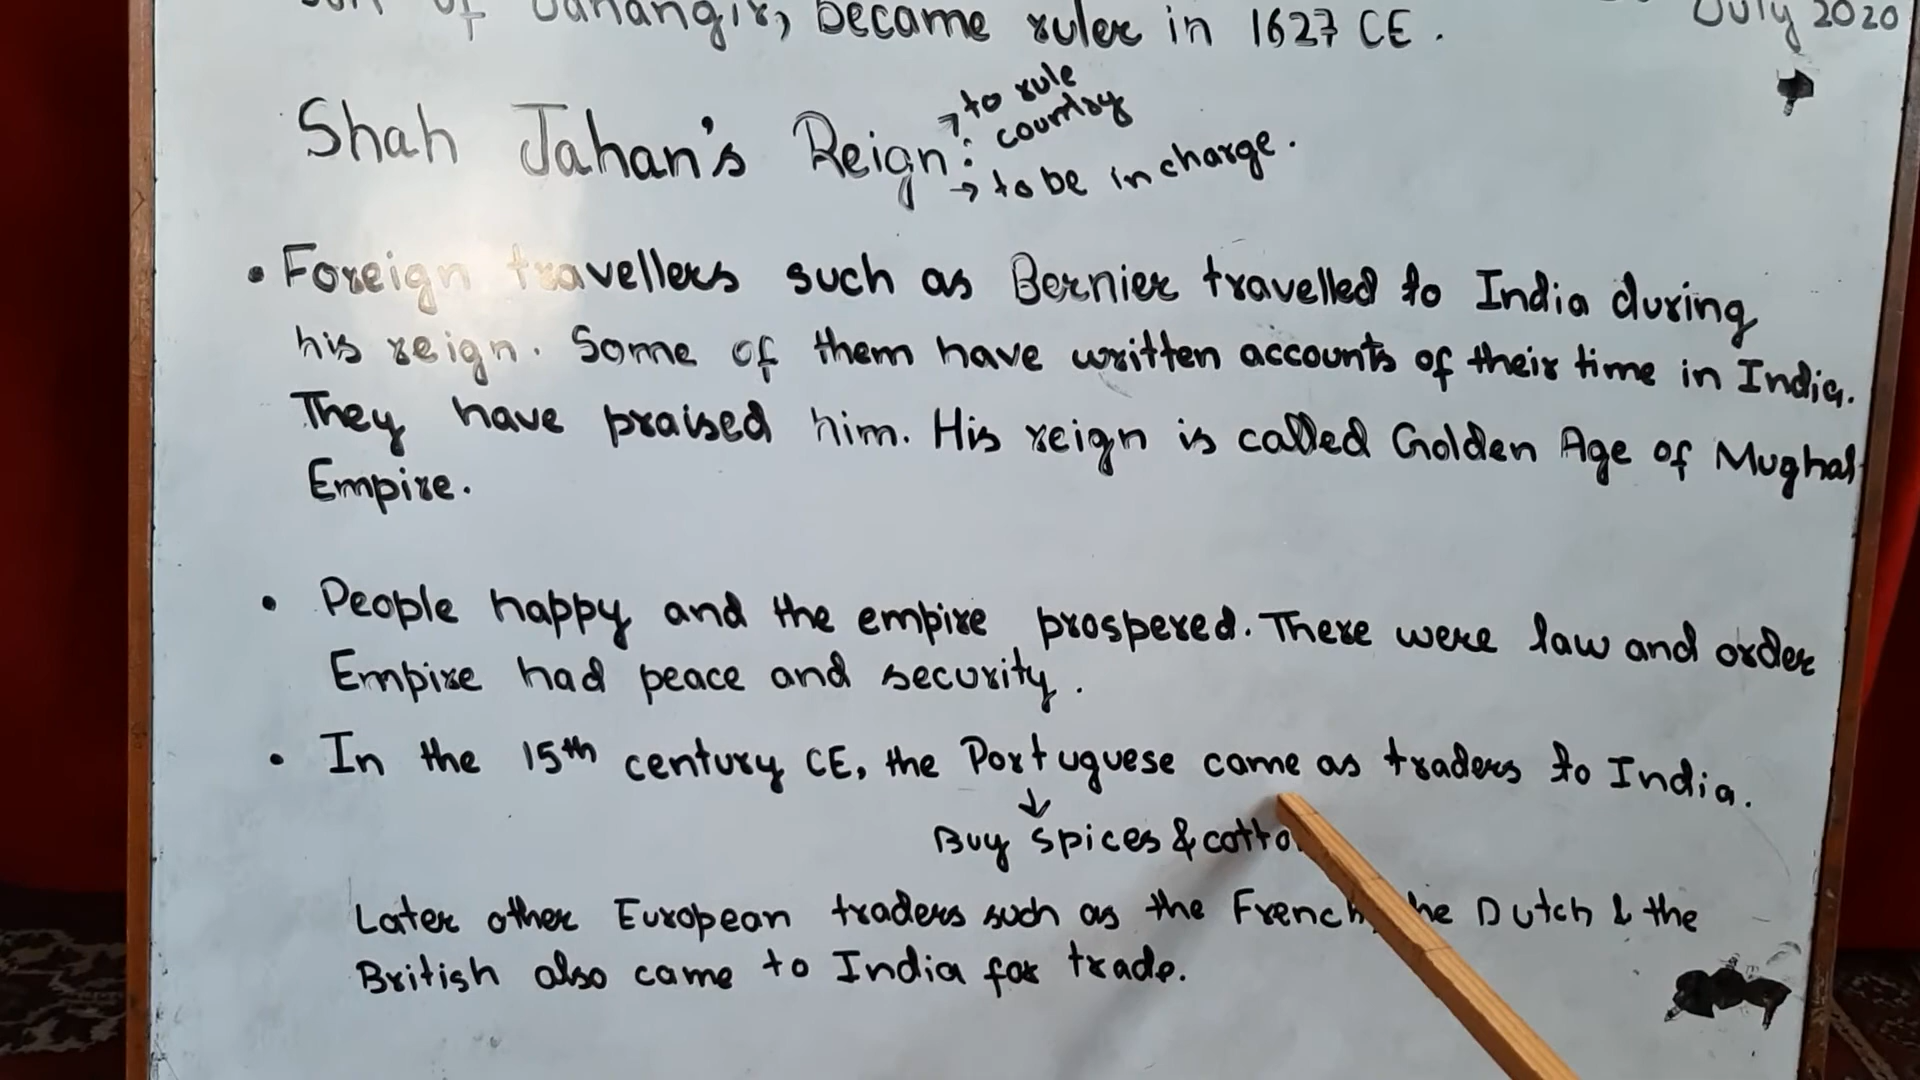 son of Jahangir, became ruler in 1627 CE.
July 2020
Shah Jahan's Reign:
→ to rule country
→ to be in charge.
• Foreign travellers such as Bernier travelled to India during
his reign. Some of them have written accounts of their time in India.
They have praised him. His reign is called Golden Age of Mughal
Empire.
• People happy and the empire prospered. There were law and order
Empire had peace and security.
• In the 15th century CE, the Portuguese came as traders to India.
↓
Buy spices & cotto
Later other European traders such as the French, he Dutch & the
British also came to India for trade.